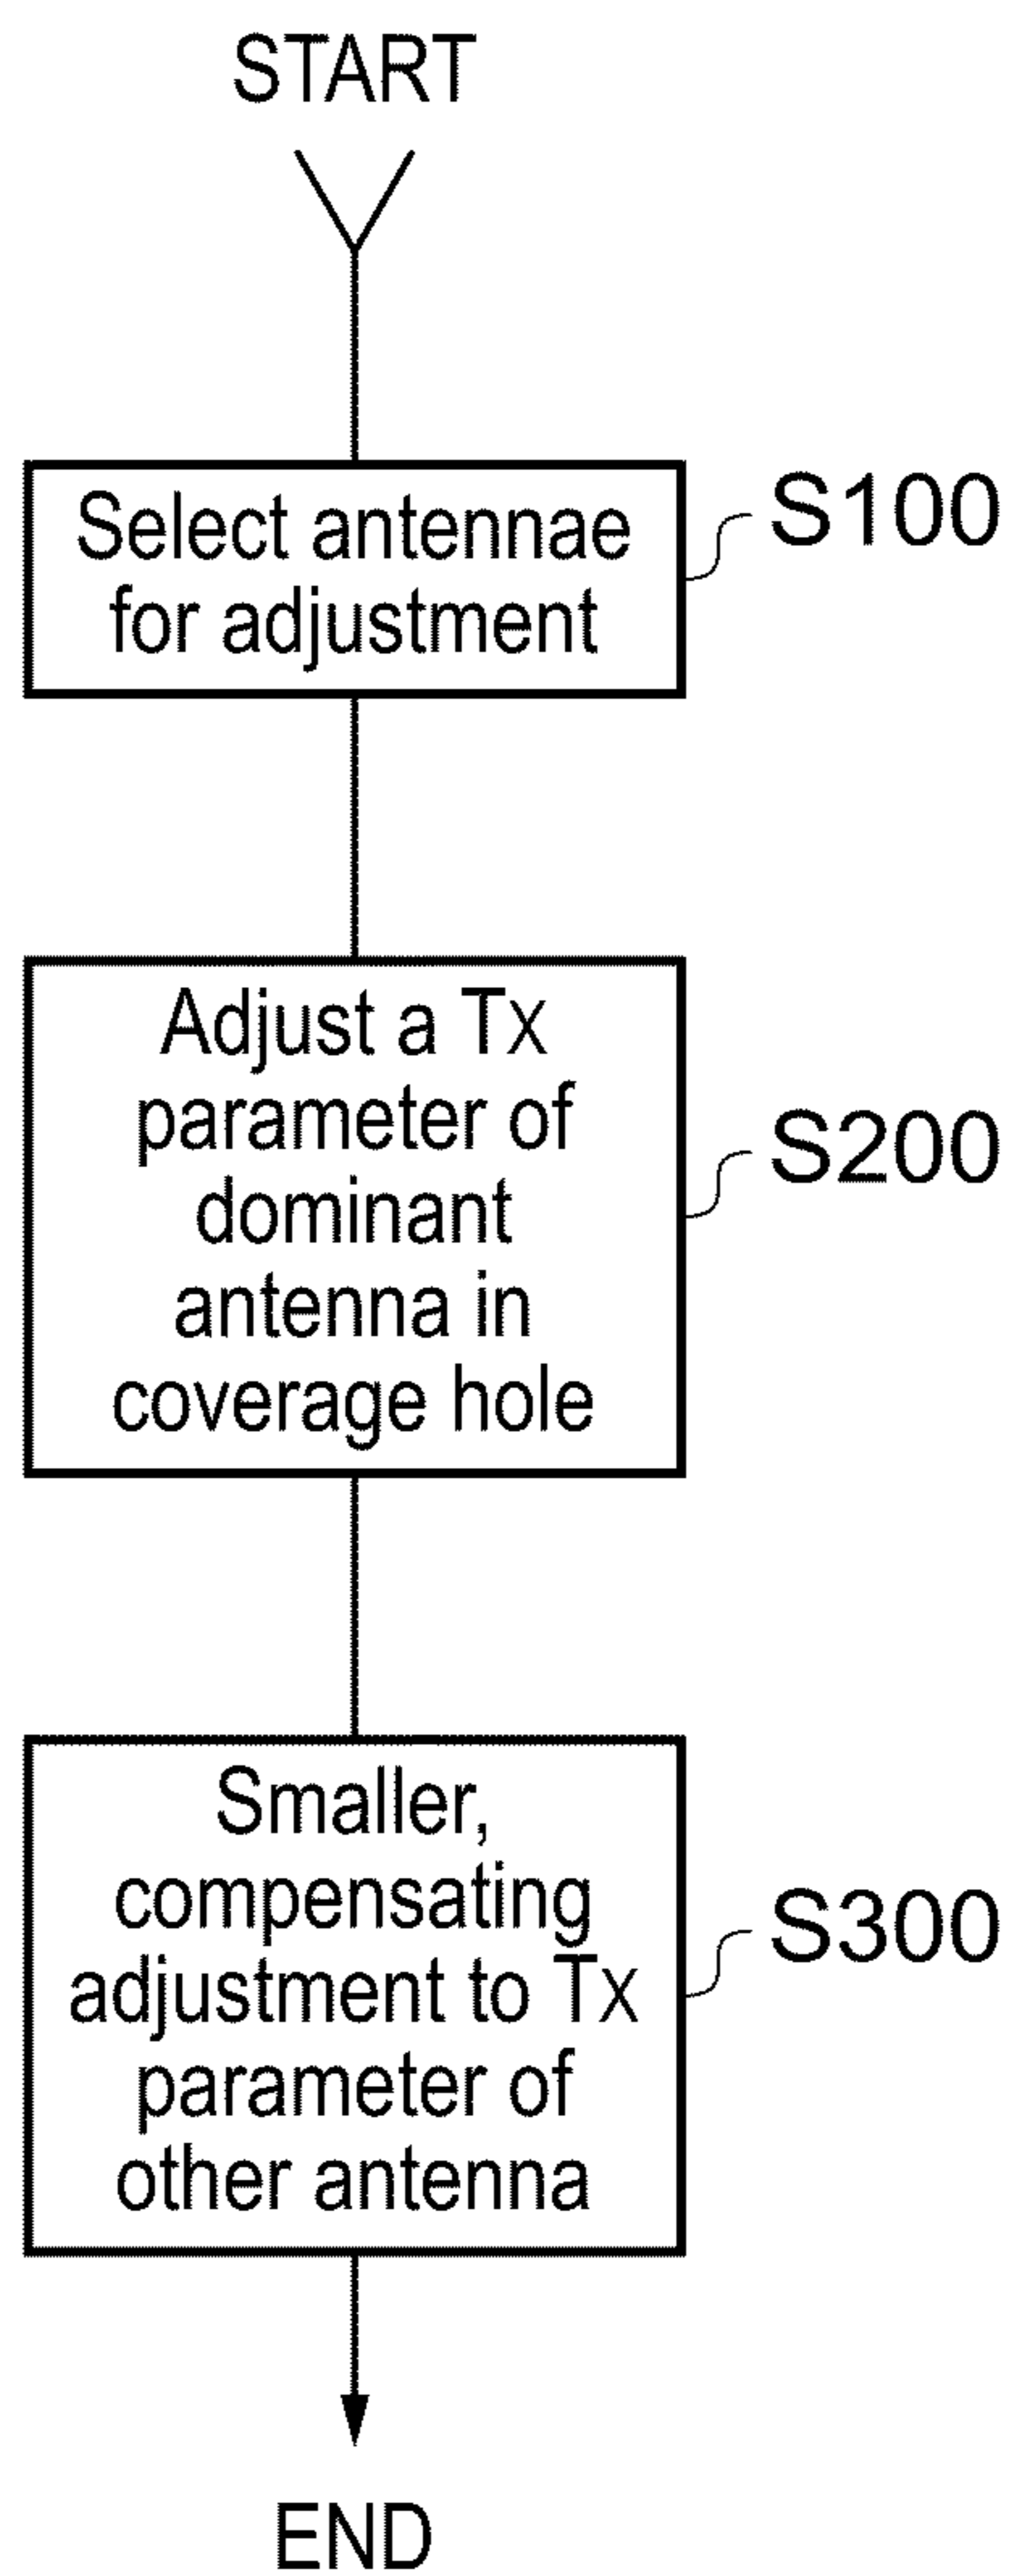 START
Select antennae
for adjustment
S100
Adjust a Tx
parameter of
dominant
antenna in
coverage hole
S200
Smaller,
compensating
adjustment to Tx
parameter of
other antenna
S300
END